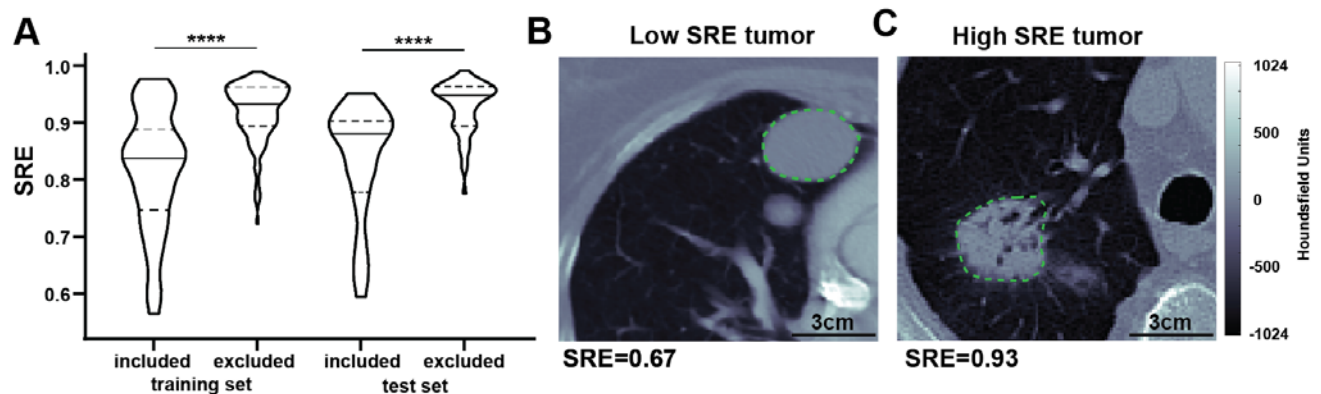 A
SRE
1.0
0.9
0.8
0.7
0.6
****
****
included excluded included excluded
training set test set
B
Low SRE tumor
3cm
SRE=0.67
C
High SRE tumor
3cm
SRE=0.93
1024
500
0
-500
-1024
Houndsfield Units